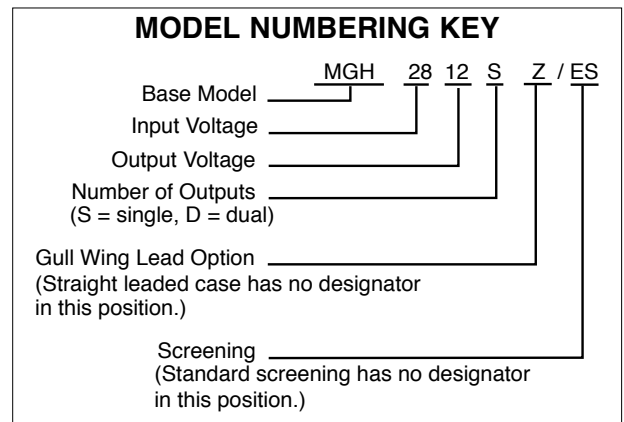 MODEL NUMBERING KEY
MGH 28 12 S Z / ES
Base Model
Input Voltage
Output Voltage
Number of Outputs
(S = single, D = dual)
Gull Wing Lead Option
(Straight leaded case has no designator
in this position.)
Screening
(Standard screening has no designator
in this position.)